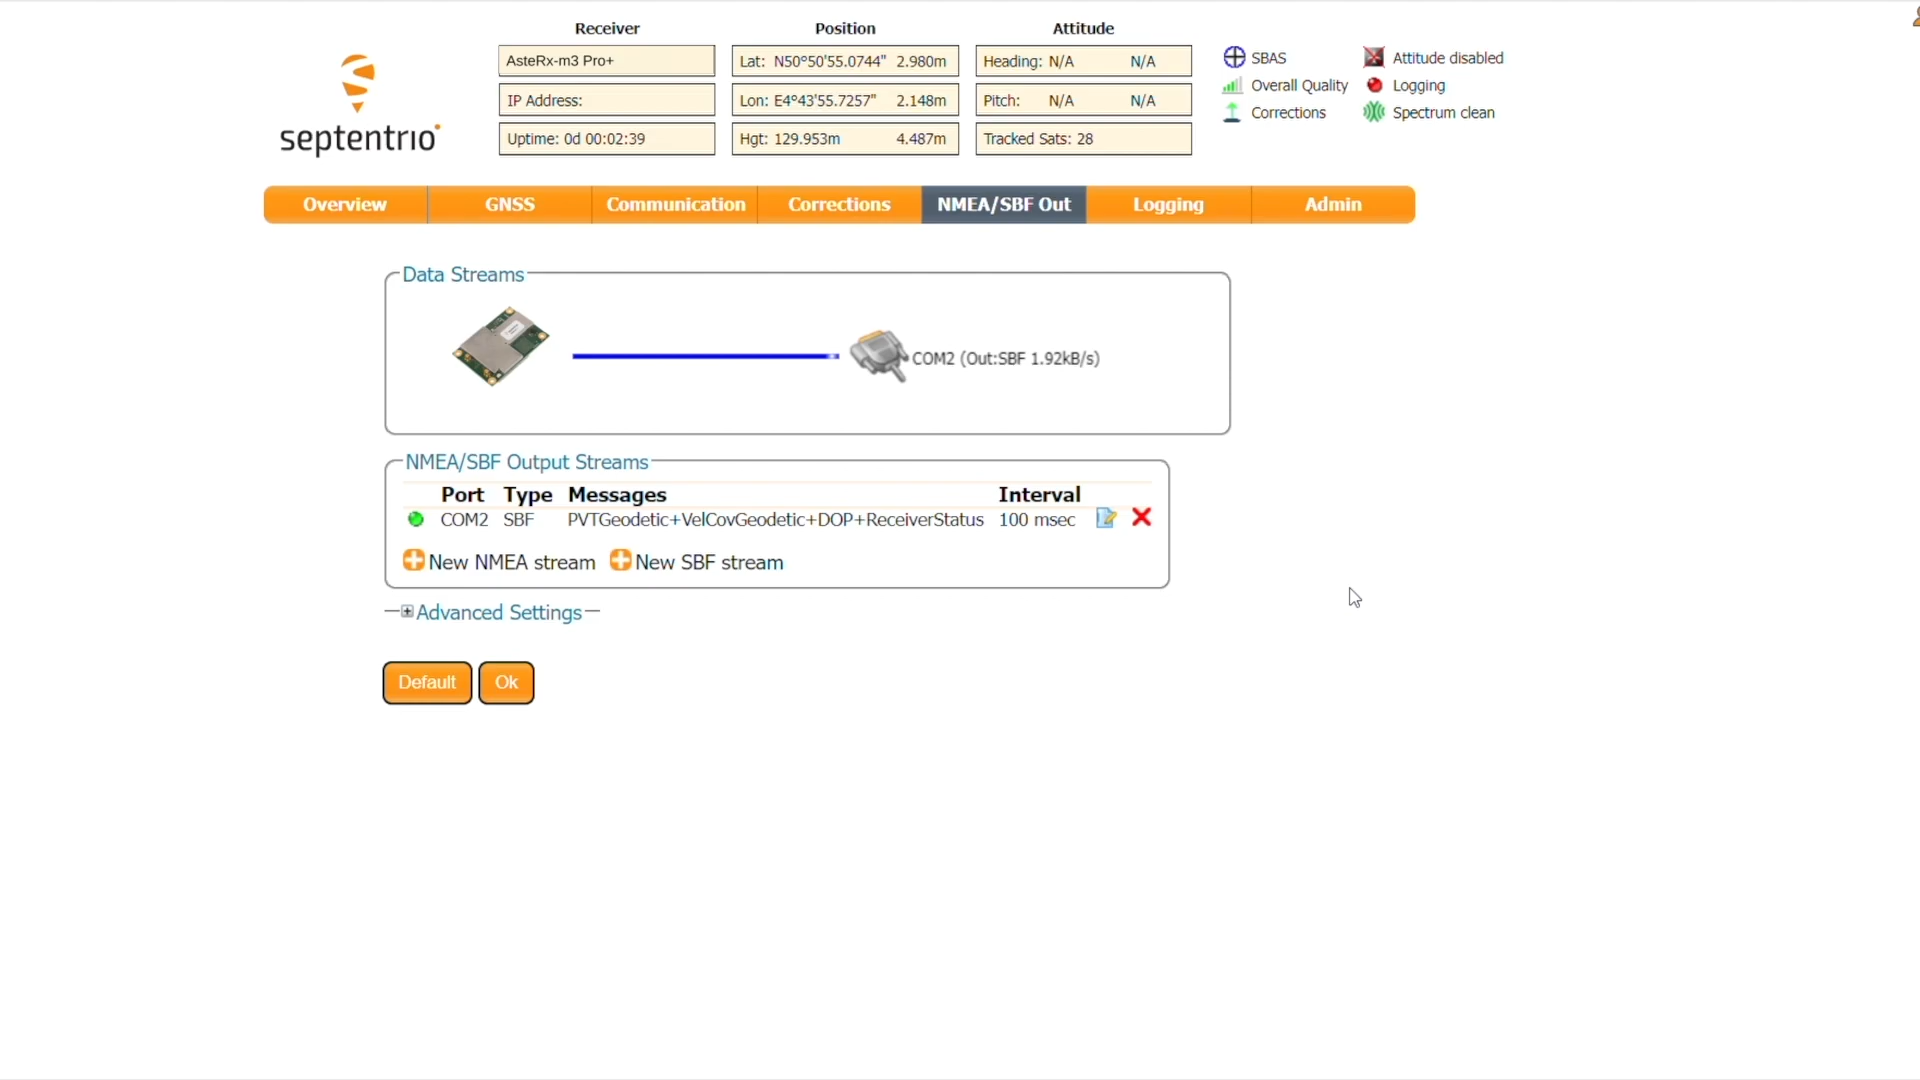 Receiver Position Attitude
septentrio
AsteRx-m3 Pro+ Lat: N50°50'55.0744" 2.980m Heading: N/A N/A SBAS Attitude disabled
IP Address: Lon: E4°43'55.7257" 2.148m Pitch: N/A N/A Overall Quality Logging
Uptime: 0d 00:02:39 Hgt: 129.953m 4.487m Tracked Sats: 28 Corrections Spectrum clean
Overview GNSS Communication Corrections NMEA/SBF Out Logging Admin
Data Streams
COM2 (Out:SBF 1.92kB/s)
NMEA/SBF Output Streams
Port Type Messages Interval
COM2 SBF PVTGeodetic+VelCovGeodetic+DOP+ReceiverStatus 100 msec
New NMEA stream New SBF stream
Advanced Settings
Default Ok